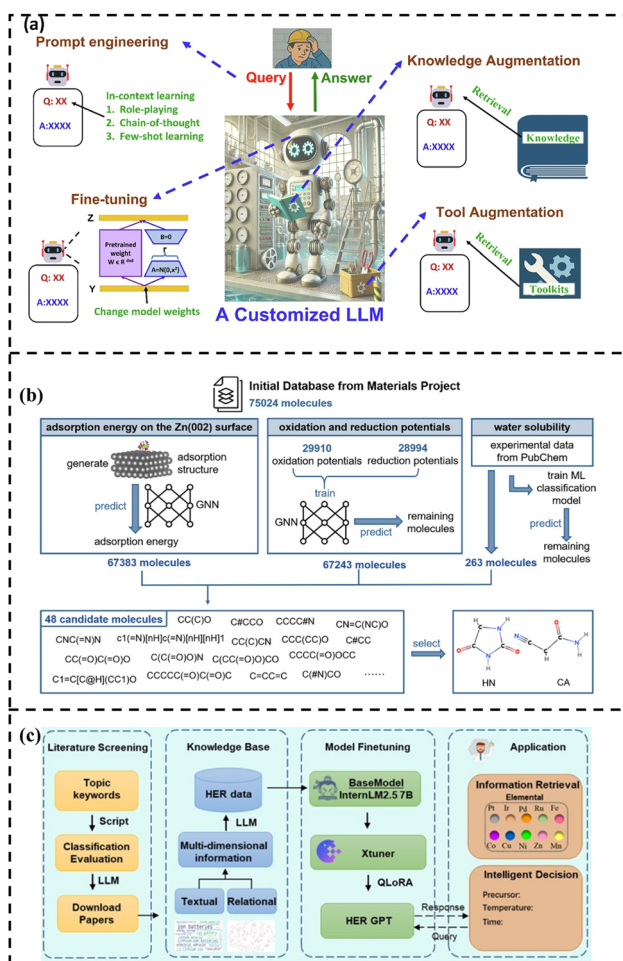 (a)
Prompt engineering
Query
Answer
Knowledge Augmentation
Q: XX
A:XXXX
In-context learning
1. Role-playing
2. Chain-of-thought
3. Few-shot learning
Q: XX
A:XXXX
Retrieval
Knowledge
Fine-tuning
Z
Pretrained
weight
B=0
r
Y
Q: XX
A:XXXX
Change model weights
A Customized LLM
Tool Augmentation
Q: XX
A:XXXX
Retrieval
Toolkits
(b)
Initial Database from Materials Project
75024 molecules
adsorption energy on the Zn(002) surface
generate
adsorption
structure
predict
GNN
adsorption energy
67383 molecules
oxidation and reduction potentials
29910
oxidation potentials
28994
reduction potentials
train
GNN
predict
remaining
molecules
67243 molecules
water solubility
experimental data
from PubChem
train ML
classification
model
predict
remaining
molecules
263 molecules
48 candidate molecules
CC(C)O
C#CCO
CCCC#N
CN=C(NC)O
CNC(=N)N
c1(=N)[nH]c(=N)[nH][nH]1
CC(C)CN
CCC(CC)O
C#CC
CC(=O)C(=O)O
C(C(=O)O)N
C(CC(=O)O)CO
CCCC(=O)OCC
C1=C[C@H](CC1)O
CCCCC(=O)C(=O)C
C=CC=C
C(#N)CO
······
select
HN
CA
(c)
Literature Screening
Topic
keywords
Script
Classification
Evaluation
LLM
Download
Papers
Knowledge Base
HER data
LLM
Multi-dimensional
information
Textual
Relational
Model Finetuning
BaseModel
InternLM2.5 7B
Xtuner
QLoRA
HER GPT
Response
Query
Application
Information Retrieval
Elemental
Pt Ir Pd Ru Fe
Co Cu Ni Zn Mn
Intelligent Decision
Precursor:
Temperature:
Time: